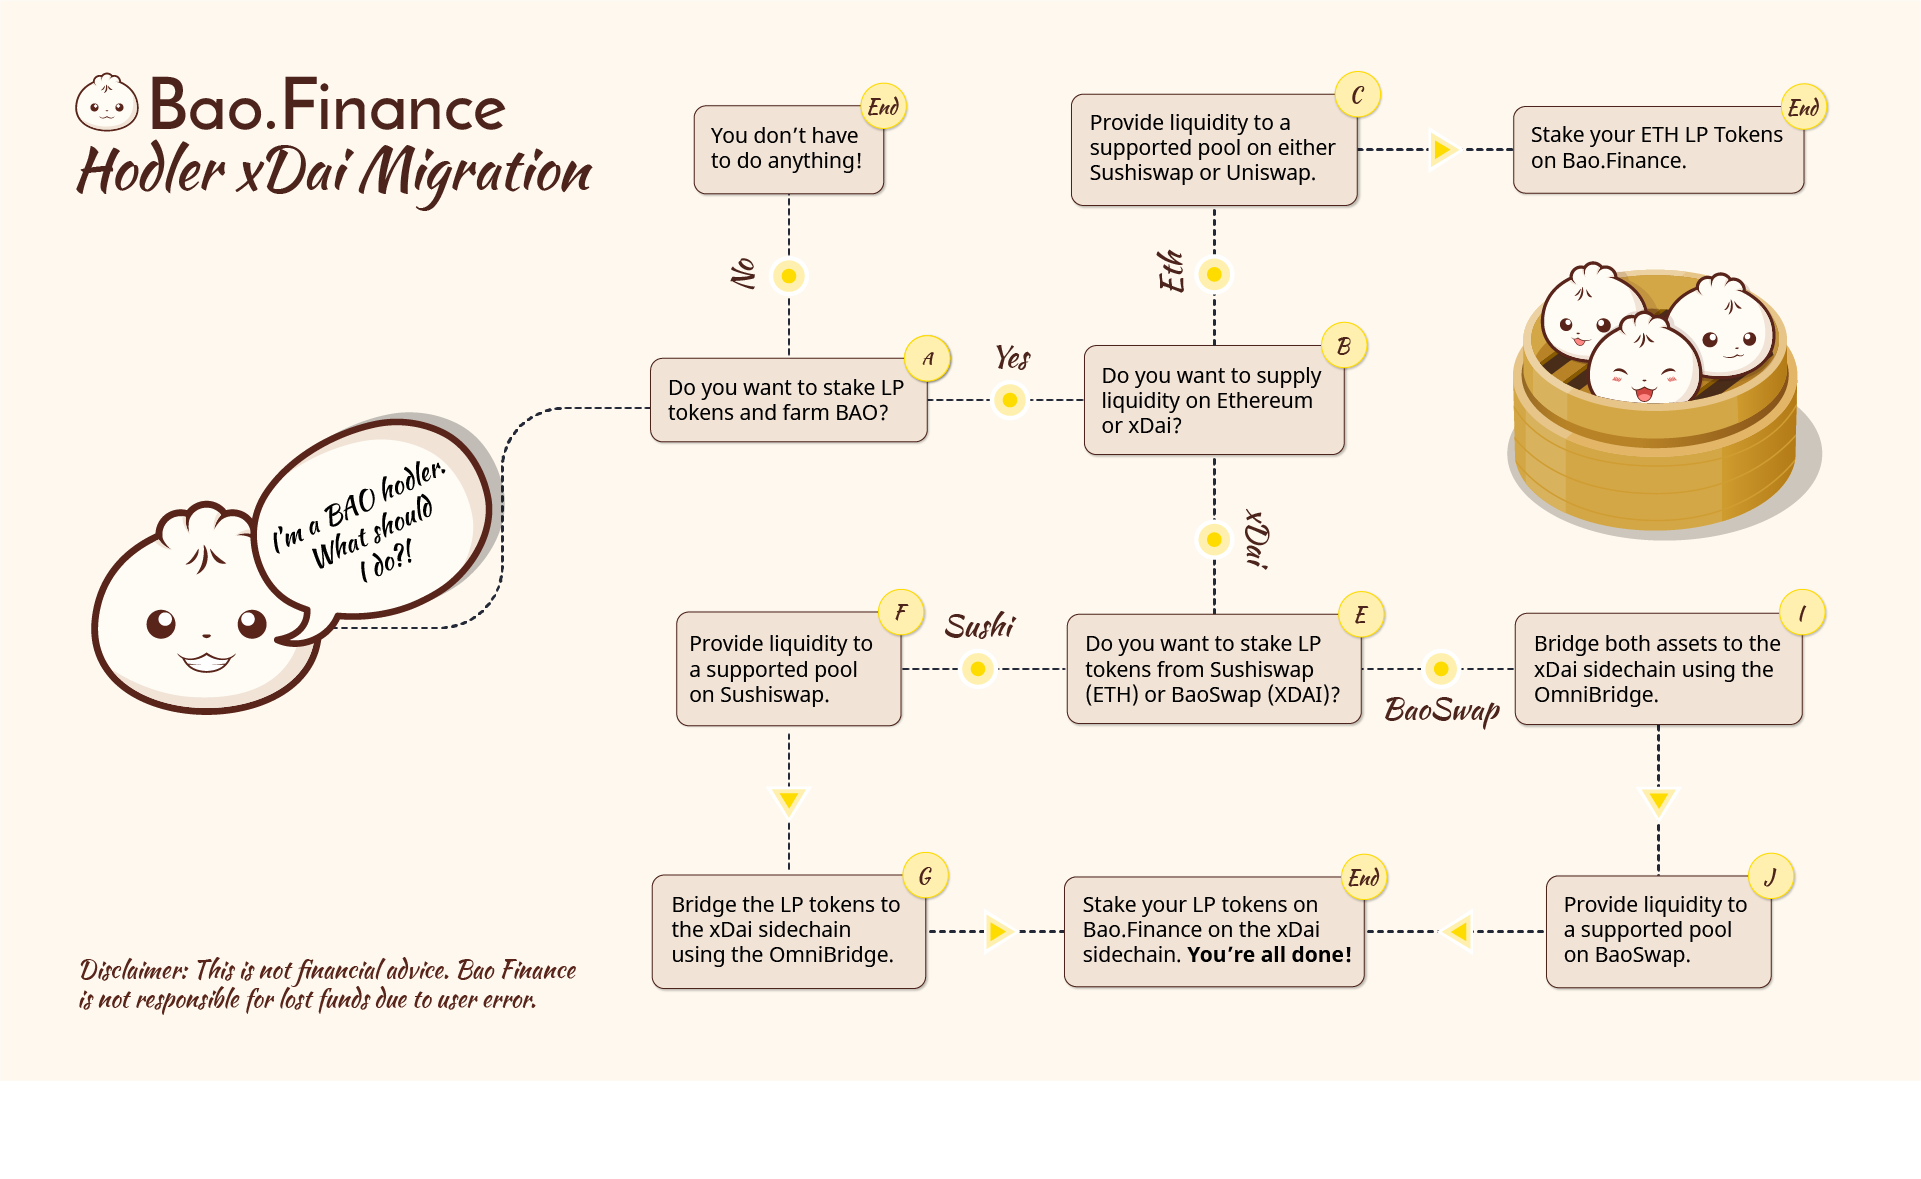 Bao.Finance
Hodler xDai Migration
I'm a BAO hodler.
What should
I do?!
End
You don't have
to do anything!
No
A
Do you want to stake LP
tokens and farm BAO?
Yes
B
Do you want to supply
liquidity on Ethereum
or xDai?
Eth
C
Provide liquidity to a
supported pool on either
Sushiswap or Uniswap.
End
Stake your ETH LP Tokens
on Bao.Finance.
xDai
E
Do you want to stake LP
tokens from Sushiswap
(ETH) or BaoSwap (XDAI)?
Sushi
F
Provide liquidity to
a supported pool
on Sushiswap.
G
Bridge the LP tokens to
the xDai sidechain
using the OmniBridge.
BaoSwap
I
Bridge both assets to the
xDai sidechain using the
OmniBridge.
J
Provide liquidity to
a supported pool
on BaoSwap.
End
Stake your LP tokens on
Bao.Finance on the xDai
sidechain. You're all done!
Disclaimer: This is not financial advice. Bao Finance
is not responsible for lost funds due to user error.